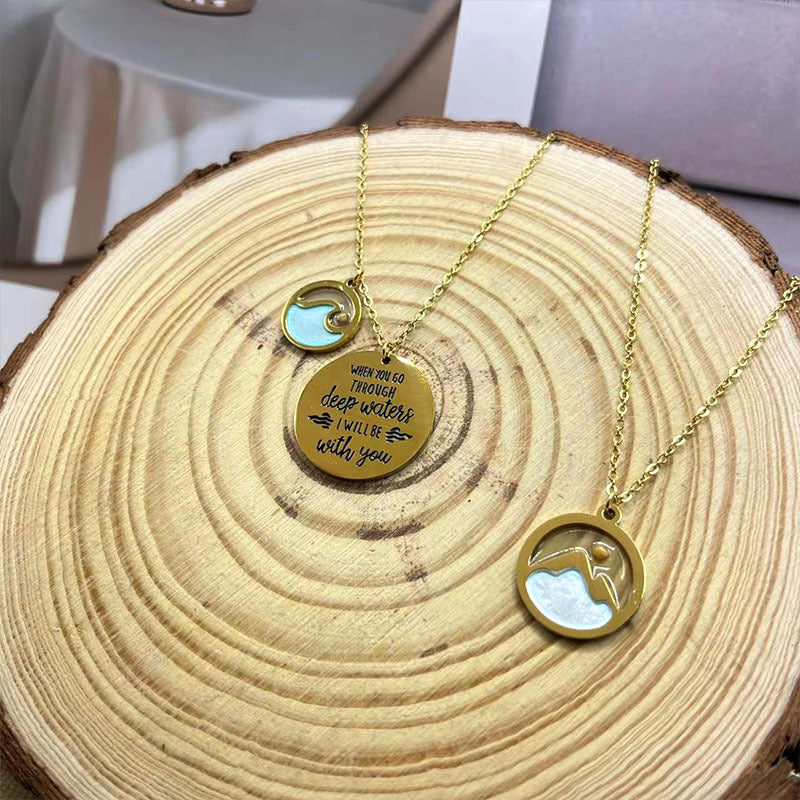 WHEN YOU GO
THROUGH
deep waters
I WILL BE
with you